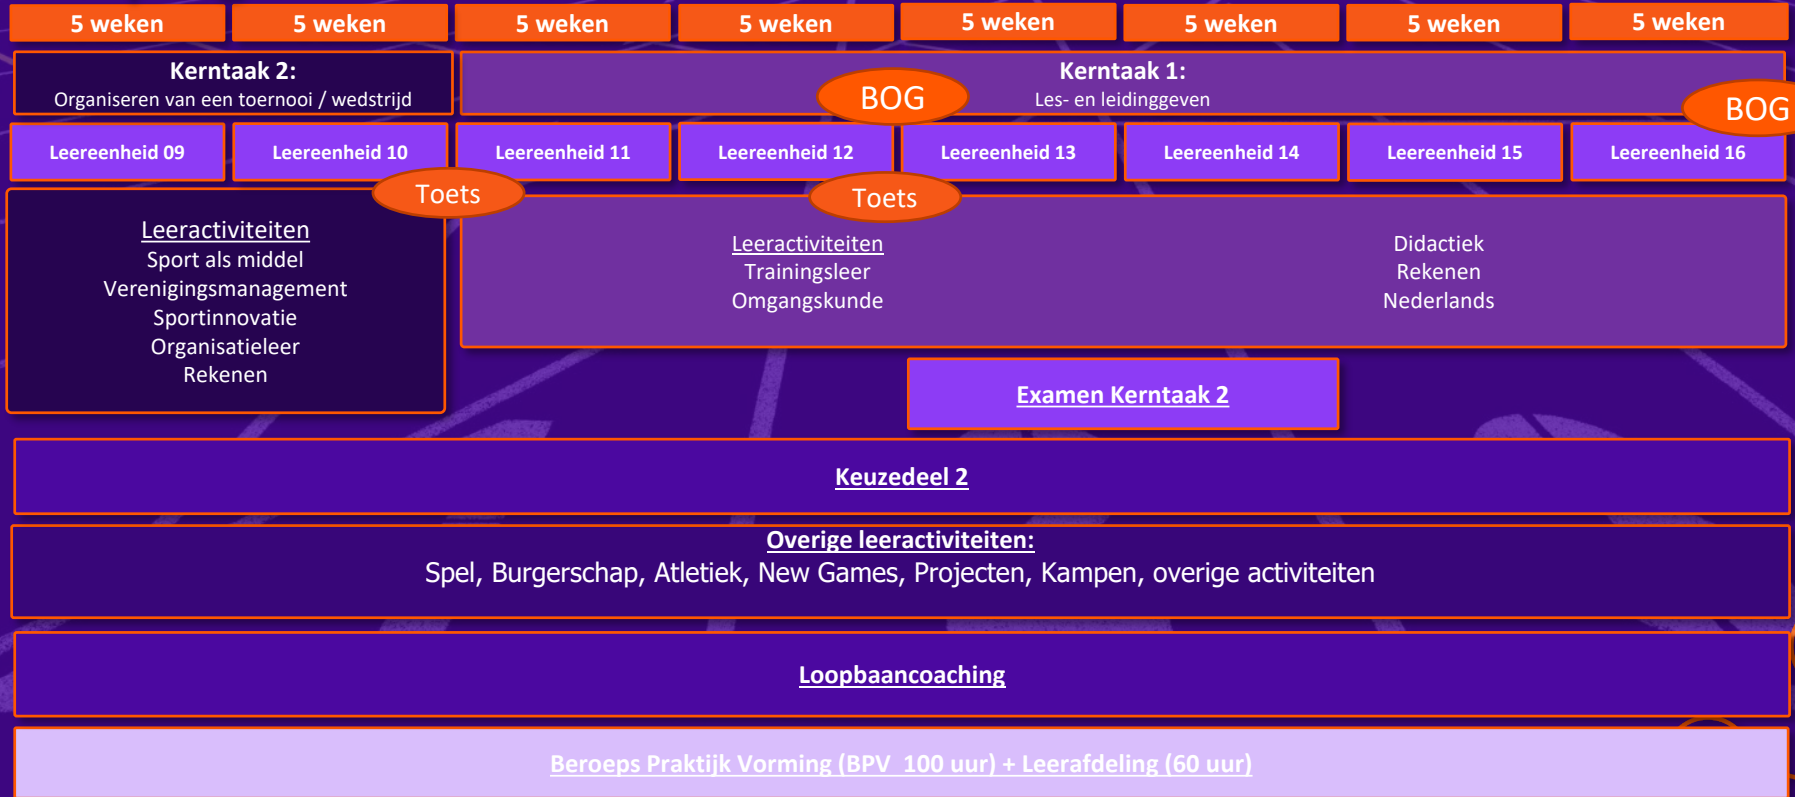 5 weken
5 weken
5 weken
5 weken
5 weken
5 weken
5 weken
5 weken
Kerntaak 2:
Organiseren van een toernooi / wedstrijd
Kerntaak 1:
Les- en leidinggeven
BOG
BOG
Leereenheid 09
Leereenheid 10
Leereenheid 11
Leereenheid 12
Leereenheid 13
Leereenheid 14
Leereenheid 15
Leereenheid 16
Toets
Toets
Leeractiviteiten
Sport als middel
Verenigingsmanagement
Sportinnovatie
Organisatieleer
Rekenen
Leeractiviteiten
Trainingsleer
Omgangskunde
Didactiek
Rekenen
Nederlands
Examen Kerntaak 2
Keuzedeel 2
Overige leeractiviteiten:
Spel, Burgerschap, Atletiek, New Games, Projecten, Kampen, overige activiteiten
Loopbaancoaching
Beroeps Praktijk Vorming (BPV 100 uur) + Leerafdeling (60 uur)